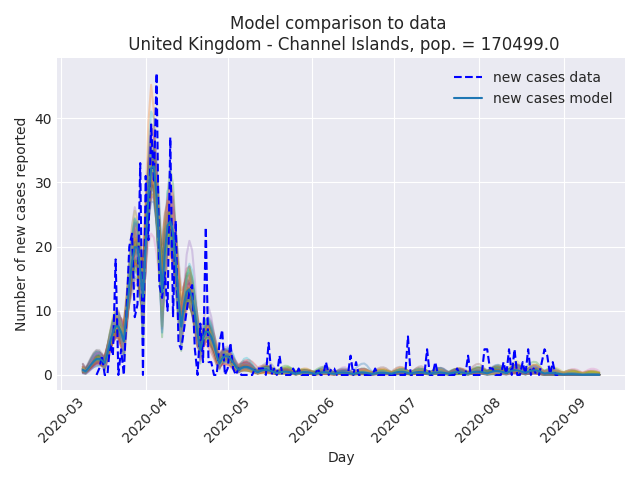 Model comparison to data
United Kingdom - Channel Islands, pop. = 170499.0
new cases data
new cases model
Number of new cases reported
40
30
20
10
0
2020-03
2020-04
2020-05
2020-06
2020-07
2020-08
2020-09
Day